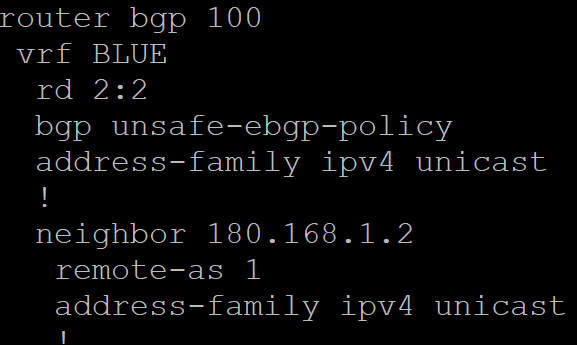 router bgp 100
vrf BLUE
rd 2:2
bgp unsafe-ebgp-policy
address-family ipv4 unicast
!
neighbor 180.168.1.2
remote-as 1
address-family ipv4 unicast
!